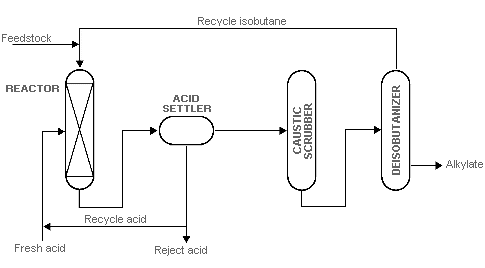 Recycle isobutane
Feedstock
REACTOR
ACID
SETTLER
CAUSTIC
SCRUBBER
DEISOBUTANIZER
Alkylate
Recycle acid
Fresh acid
Reject acid